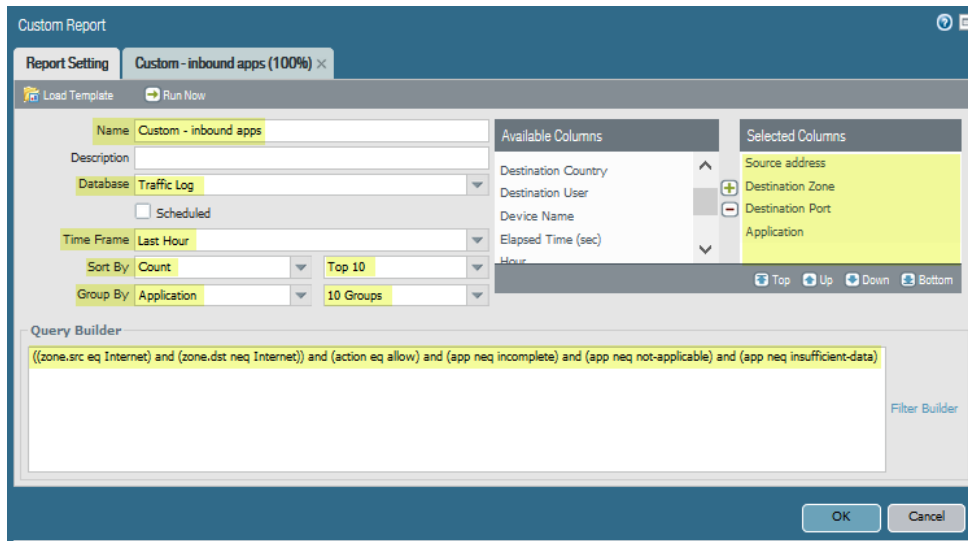 Custom Report
Report Setting
Custom - inbound apps (100%)
Load Template
Run Now
Name Custom - inbound apps
Description
Database Traffic Log
Scheduled
Time Frame Last Hour
Sort By Count Top 10
Group By Application 10 Groups
Available Columns
Destination Country
Destination User
Device Name
Elapsed Time (sec)
Hour
Selected Columns
Source address
Destination Zone
Destination Port
Application
Top Up Down Bottom
Query Builder
((zone.src eq Internet) and (zone.dst neq Internet)) and (action eq allow) and (app neq incomplete) and (app neq not-applicable) and (app neq insufficient-data)
Filter Builder
OK Cancel